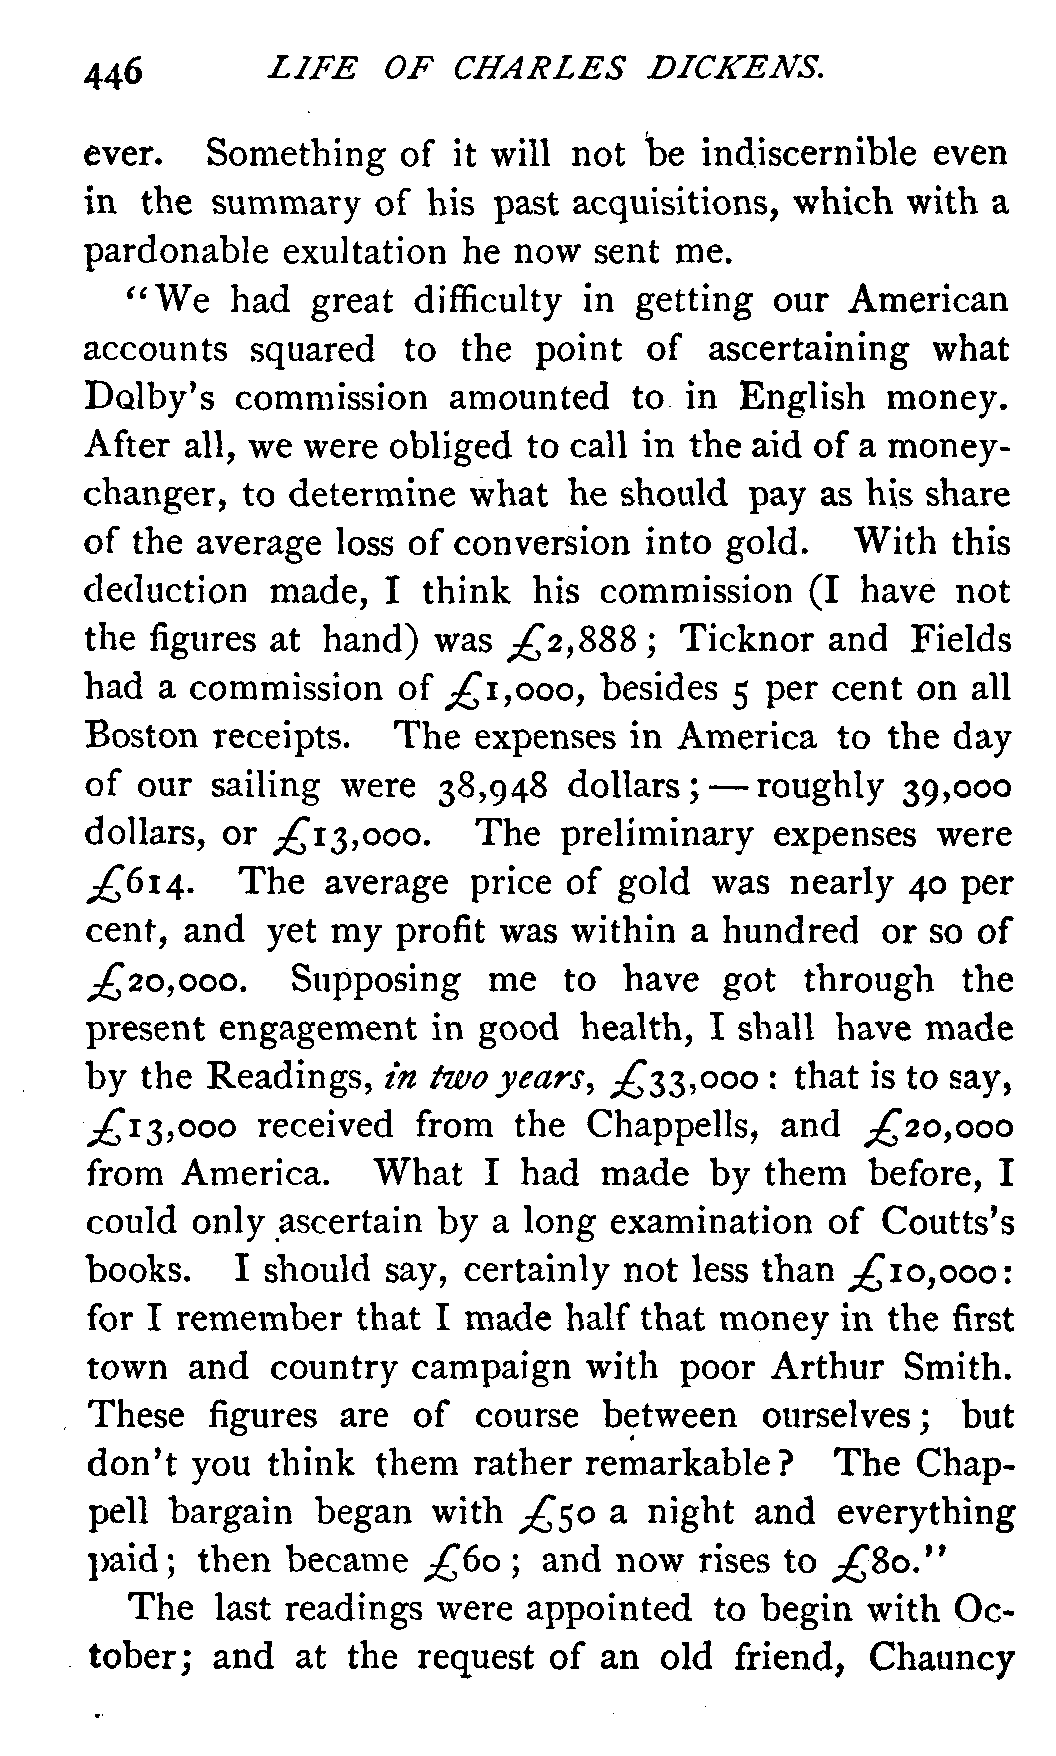 446 LIFE OF CHARLES DICKENS.
ever. Something of it will not be indiscernible even
in the summary of his past acquisitions, which with a
pardonable exultation he now sent me.
“We had great difficulty in getting our American
accounts squared to the point of ascertaining what
Dolby's commission amounted to in English money.
After all, we were obliged to call in the aid of a money-
changer, to determine what he should pay as his share
of the average loss of conversion into gold. With this
deduction made, I think his commission (I have not
the figures at hand) was £2,888; Ticknor and Fields
had a commission of £1,000, besides 5 per cent on all
Boston receipts. The expenses in America to the day
of our sailing were 38,948 dollars;—roughly 39,000
dollars, or £13,000. The preliminary expenses were
£614. The average price of gold was nearly 40 per
cent, and yet my profit was within a hundred or so of
£20,000. Supposing me to have got through the
present engagement in good health, I shall have made
by the Readings, in two years, £33,000: that is to say,
£13,000 received from the Chappells, and £20,000
from America. What I had made by them before, I
could only ascertain by a long examination of Coutts's
books. I should say, certainly not less than £10,000:
for I remember that I made half that money in the first
town and country campaign with poor Arthur Smith.
These figures are of course between ourselves; but
don't you think them rather remarkable? The Chap-
pell bargain began with £50 a night and everything
paid; then became £60; and now rises to £80.”
The last readings were appointed to begin with Oc-
tober; and at the request of an old friend, Chauncy